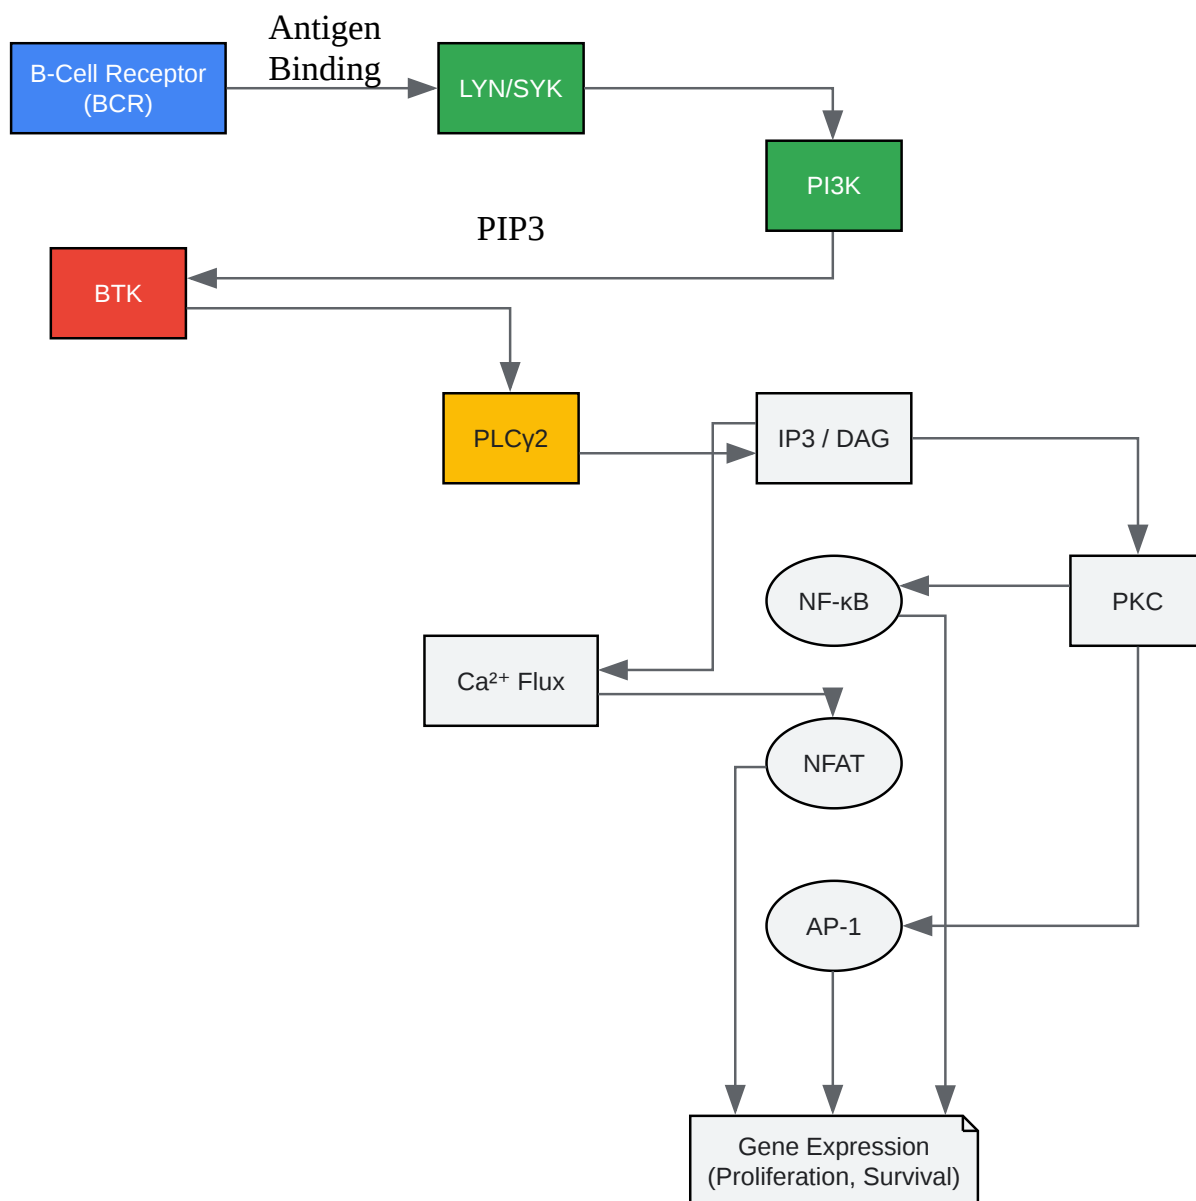 Antigen
Binding
B-Cell Receptor
(BCR)
LYN/SYK
PI3K
PIP3
BTK
PLCγ2
IP3 / DAG
NF-κB
PKC
Ca²⁺ Flux
NFAT
AP-1
Gene Expression
(Proliferation, Survival)